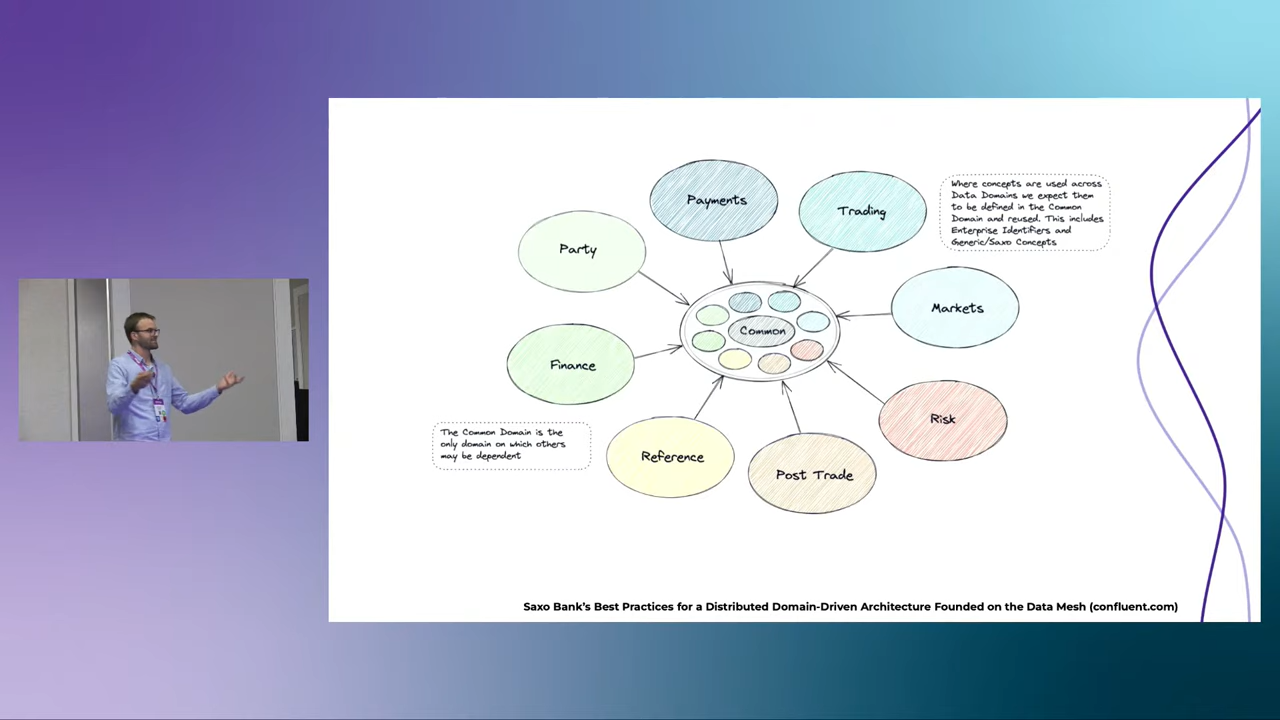 Payments
Trading
Where concepts are used across
Data Domains we expect them
to be defined in the Common
Domain and reused. This includes
Enterprise Identifiers and
Generic/Saxo Concepts
Party
Markets
Common
Finance
Risk
The Common Domain is the
only domain on which others
may be dependent
Reference
Post Trade
Saxo Bank's Best Practices for a Distributed Domain-Driven Architecture Founded on the Data Mesh (confluent.com)